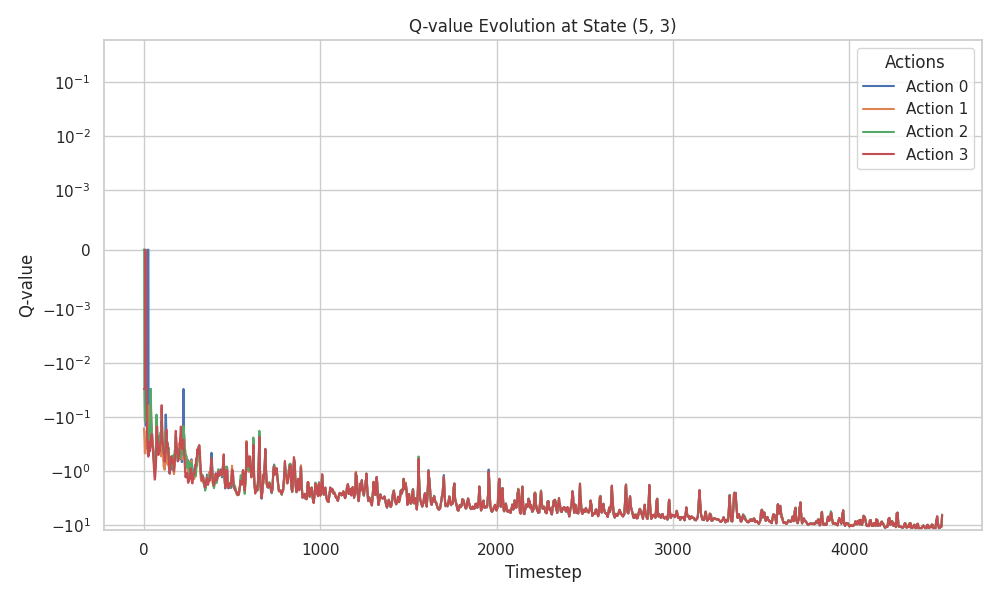 Q-value Evolution at State (5, 3)
Actions
Action 0
Action 1
Action 2
Action 3
Q-value
10⁻¹
10⁻²
10⁻³
0
−10⁻³
−10⁻²
−10⁻¹
−10⁰
−10¹
0 1000 2000 3000 4000
Timestep